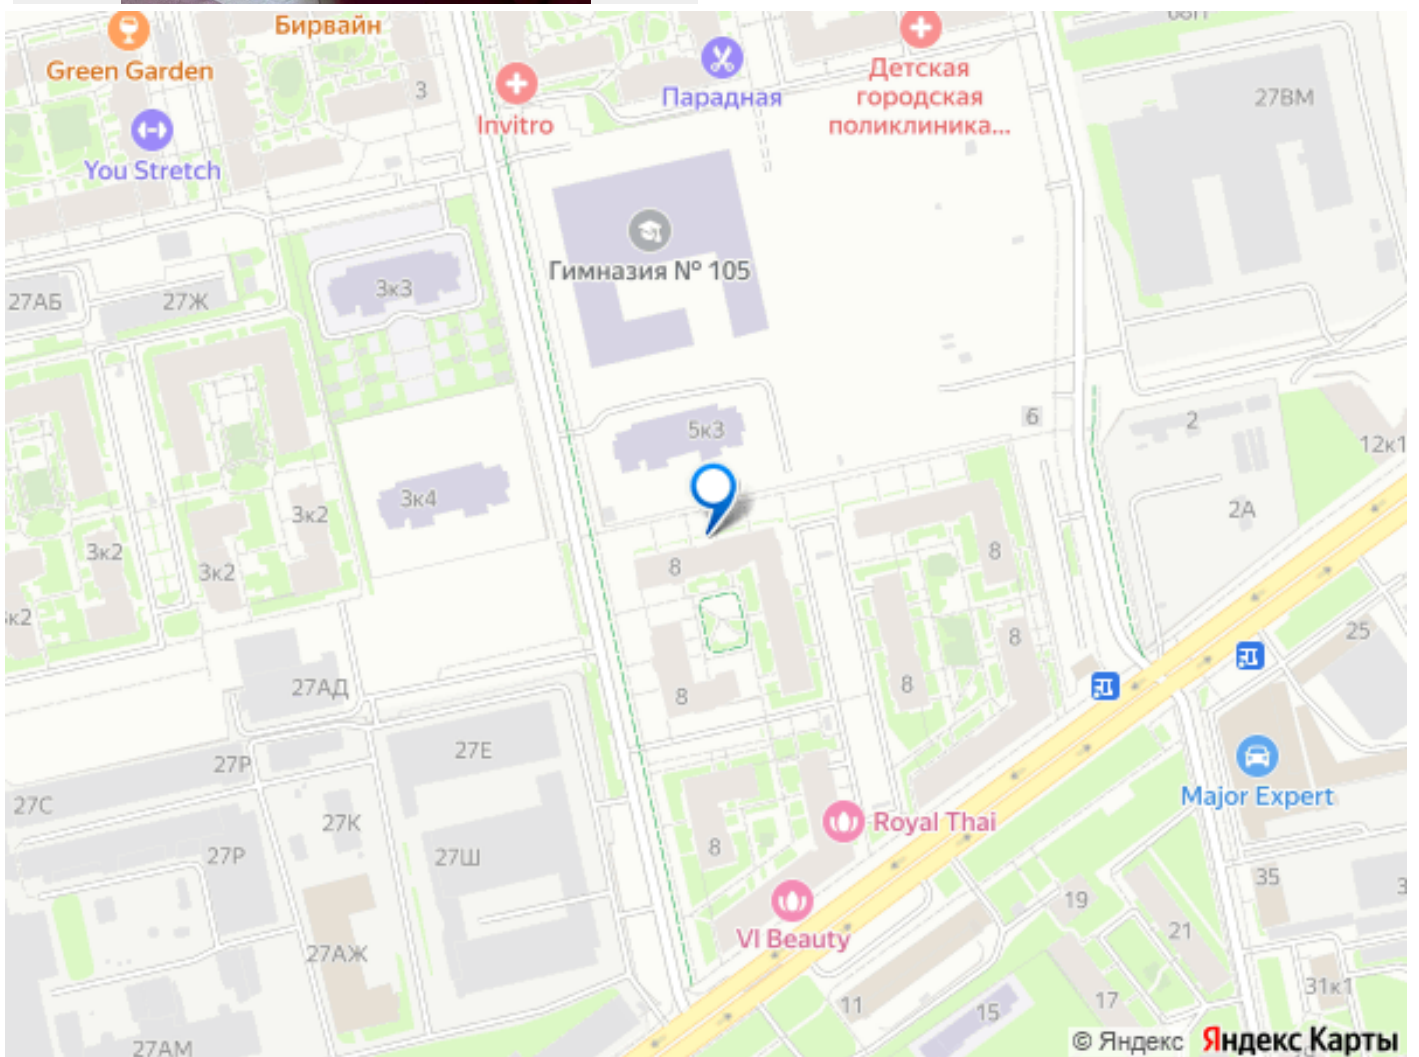 Бирвайн
Green Garden
You Stretch
3
Invitro
Парадная
Детская
городская
поликлиника...
27ВМ
Гимназия № 105
27АБ
27Ж
3к3
5к3
6
2
12к1
3к4
3к2
3к2
3к2
к2
2А
8
8
8
8
8
25
27АД
27Е
27Р
27С
27К
27Р
27Ш
Major Expert
Royal Thai
8
VI Beauty
35
3
19
21
27АЖ
11
15
17
31к1
27АМ
© Яндекс Яндекс Карты